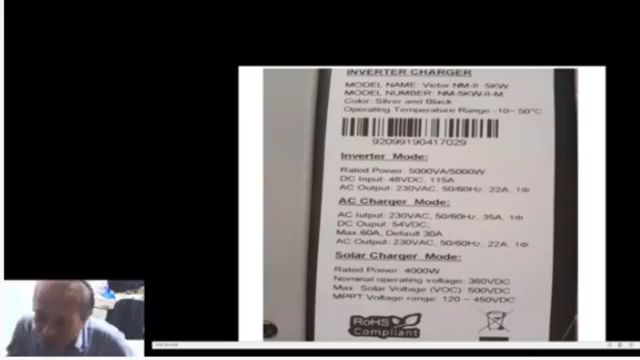 INVERTER CHARGER
MODEL NAME: Victor NM-II 5KW
MODEL NUMBER: NM-5KW-II-M
Color: Silver and Black
Operating Temperature Range -10~ 50°C
92099190417029
Inverter Mode:
Rated Power: 5000VA/5000W
DC Input: 48VDC, 115A
AC Output: 230VAC, 50/60Hz, 22A, 1Φ
AC Charger Mode:
AC Iutput: 230VAC, 50/60Hz, 35A, 1Φ
DC Ouput: 54VDC,
Max.60A, Default 30A
AC Output: 230VAC, 50/60Hz, 22A, 1Φ
Solar Charger Mode:
Rated Power: 4000W
Nominal operating voltage: 360VDC
Max. Solar Voltage (VOC) 500VDC
MPPT Voltage range: 120 ~ 450VDC
RoHS
Compliant